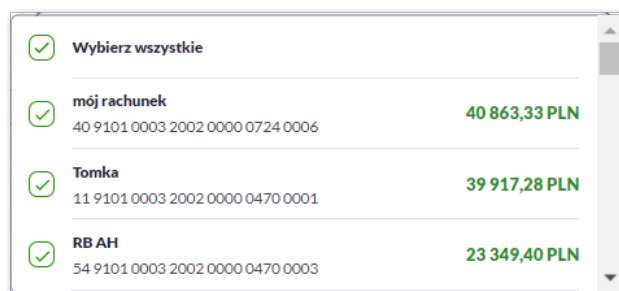 Wybierz wszystkie
mój rachunek
40 863,33 PLN
40 9101 0003 2002 0000 0724 0006
Tomka
39 917,28 PLN
11 9101 0003 2002 0000 0470 0001
RB AH
23 349,40 PLN
54 9101 0003 2002 0000 0470 0003